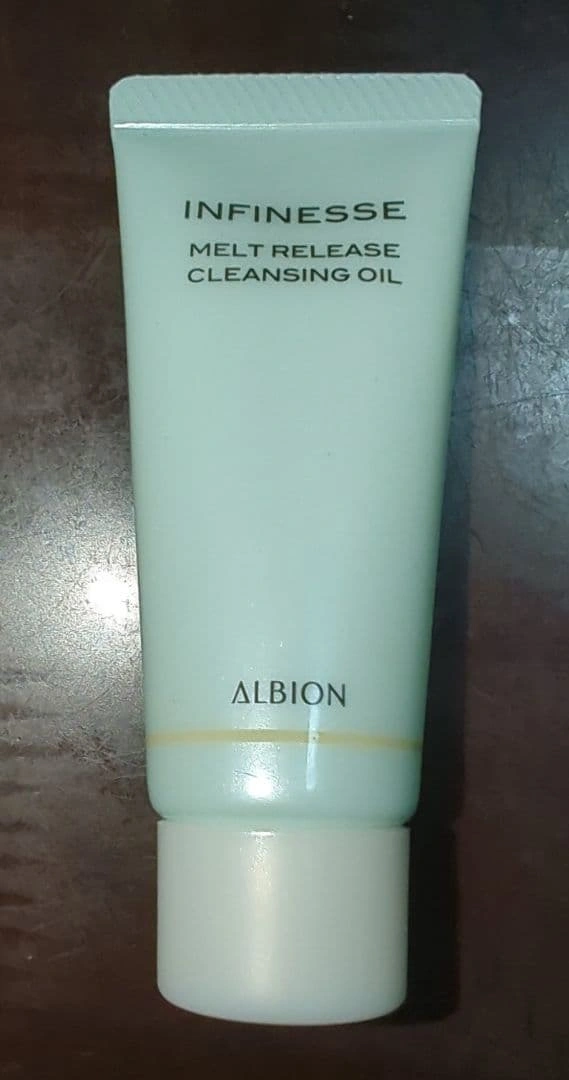 INFINESSE
MELT RELEASE
CLEANSING OIL
ALBION